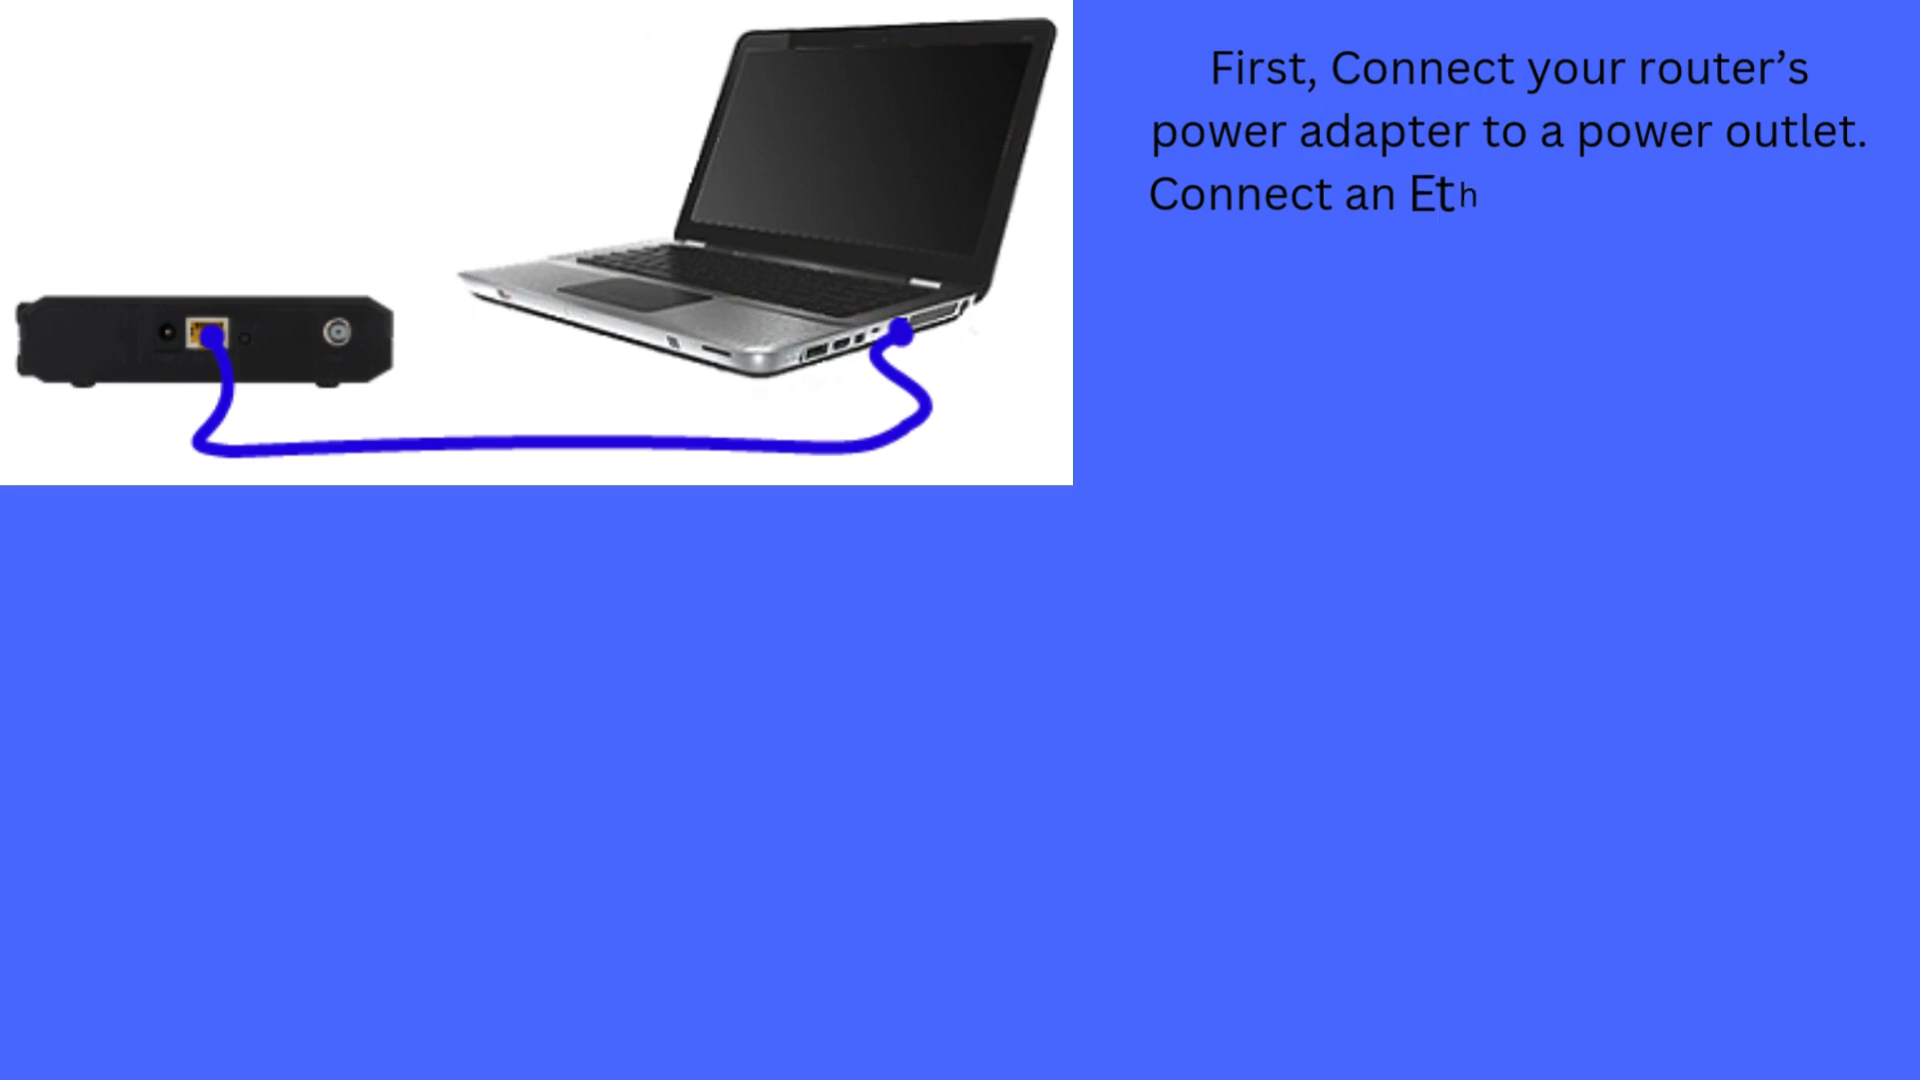 First, Connect your router’s
power adapter to a power outlet.
Connect an Eth